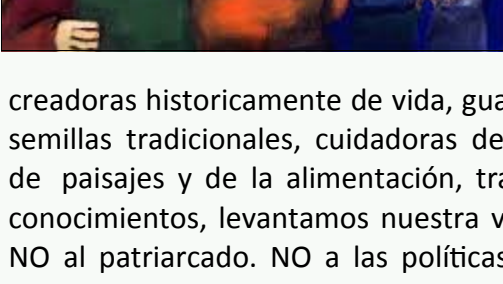 creadoras historicamente de vida,
semillas tradicionales, cuidadoras de
de paisajes y de la alimentación,
conocimientos, levantamos nuestra
NO al patriarcado. NO a las políticas